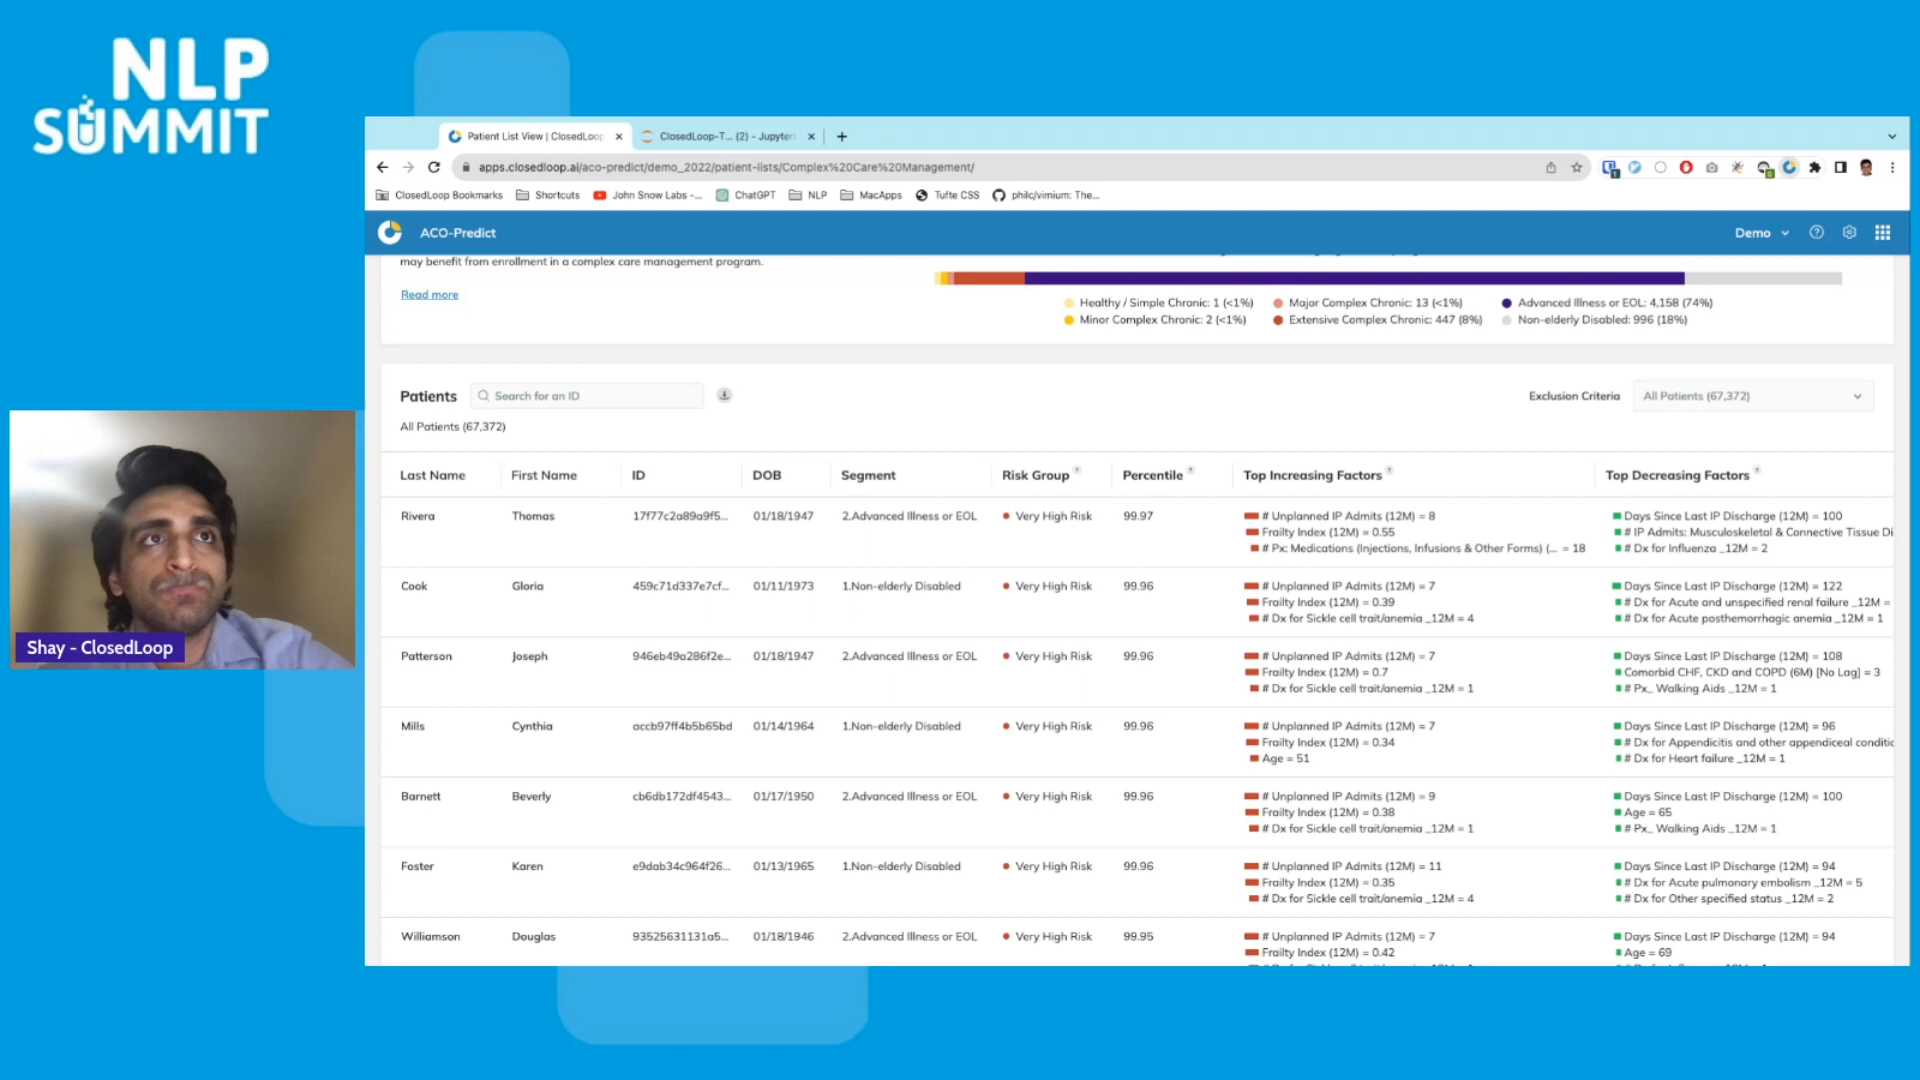 NLP
SUMMIT
Patient List View | ClosedLoop
ClosedLoop-T... (2) - Jupyter
apps.closedloop.ai/aco-predict/demo_2022/patient-lists/Complex%20Care%20Management/
ClosedLoop Bookmarks Shortcuts John Snow Labs -... ChatGPT NLP MacApps Tufte CSS philc/vimium: The...
ACO-Predict Demo
may benefit from enrollment in a complex care management program.
Read more
Healthy / Simple Chronic: 1 (<1%) Major Complex Chronic: 13 (<1%) Advanced Illness or EOL: 4,158 (74%)
Minor Complex Chronic: 2 (<1%) Extensive Complex Chronic: 447 (8%) Non-elderly Disabled: 996 (18%)
Patients Search for an ID Exclusion Criteria All Patients (67,372)
All Patients (67,372)
Last Name First Name ID DOB Segment Risk Group Percentile Top Increasing Factors Top Decreasing Factors
Rivera Thomas 17f77c2a89a9f5... 01/18/1947 2.Advanced Illness or EOL Very High Risk 99.97 # Unplanned IP Admits (12M) = 8 Days Since Last IP Discharge (12M) = 100
Frailty Index (12M) = 0.55 # IP Admits: Musculoskeletal & Connective Tissue Di
# Px: Medications (Injections, Infusions & Other Forms) (... = 18 # Dx for Influenza _12M = 2
Cook Gloria 459c71d337e7cf... 01/11/1973 1.Non-elderly Disabled Very High Risk 99.96 # Unplanned IP Admits (12M) = 7 Days Since Last IP Discharge (12M) = 122
Frailty Index (12M) = 0.39 # Dx for Acute and unspecified renal failure _12M =
# Dx for Sickle cell trait/anemia _12M = 4 # Dx for Acute posthemorrhagic anemia _12M = 1
Patterson Joseph 946eb49a286f2e... 01/18/1947 2.Advanced Illness or EOL Very High Risk 99.96 # Unplanned IP Admits (12M) = 7 Days Since Last IP Discharge (12M) = 108
Frailty Index (12M) = 0.7 Comorbid CHF, CKD and COPD (6M) [No Lag] = 3
# Dx for Sickle cell trait/anemia _12M = 1 # Px_ Walking Aids _12M = 1
Mills Cynthia accb97ff4b5b65bd 01/14/1964 1.Non-elderly Disabled Very High Risk 99.96 # Unplanned IP Admits (12M) = 7 Days Since Last IP Discharge (12M) = 96
Frailty Index (12M) = 0.34 # Dx for Appendicitis and other appendiceal conditic
Age = 51 # Dx for Heart failure _12M = 1
Barnett Beverly cb6db172df4543... 01/17/1950 2.Advanced Illness or EOL Very High Risk 99.96 # Unplanned IP Admits (12M) = 9 Days Since Last IP Discharge (12M) = 100
Frailty Index (12M) = 0.38 Age = 65
# Dx for Sickle cell trait/anemia _12M = 1 # Px_ Walking Aids _12M = 1
Foster Karen e9dab34c964f26... 01/13/1965 1.Non-elderly Disabled Very High Risk 99.96 # Unplanned IP Admits (12M) = 11 Days Since Last IP Discharge (12M) = 94
Frailty Index (12M) = 0.35 # Dx for Acute pulmonary embolism _12M = 5
# Dx for Sickle cell trait/anemia _12M = 4 # Dx for Other specified status _12M = 2
Williamson Douglas 93525631131a5... 01/18/1946 2.Advanced Illness or EOL Very High Risk 99.95 # Unplanned IP Admits (12M) = 7 Days Since Last IP Discharge (12M) = 94
Frailty Index (12M) = 0.42 Age = 69
Shay - ClosedLoop